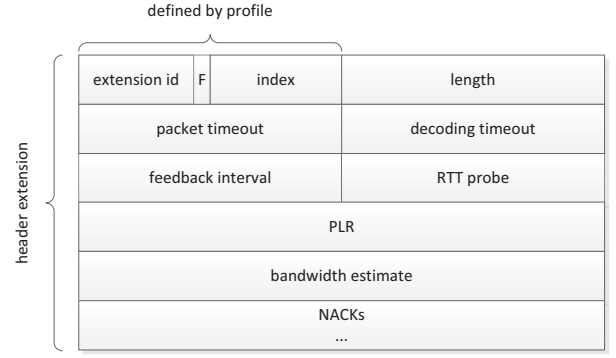 defined by profile
extension id F index length
packet timeout decoding timeout
feedback interval RTT probe
header extension
PLR
bandwidth estimate
NACKs
...